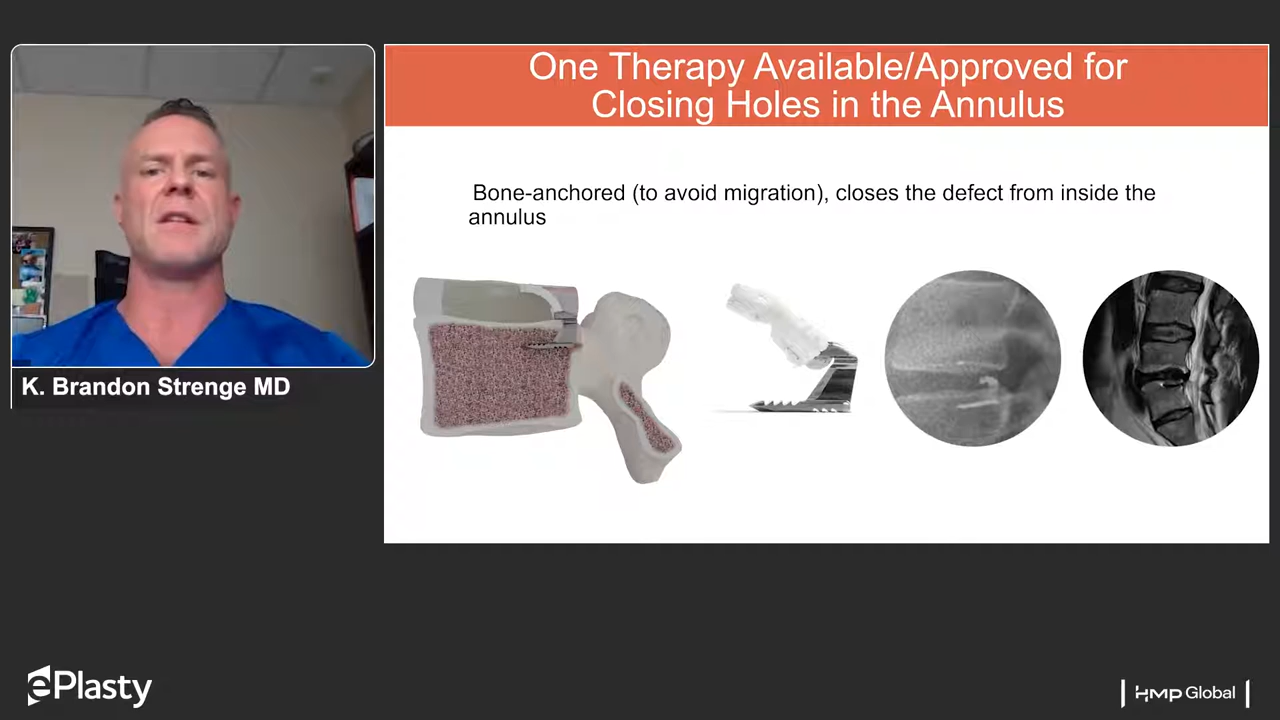 One Therapy Available/Approved for
Closing Holes in the Annulus
Bone-anchored (to avoid migration), closes the defect from inside the
annulus
K. Brandon Strenge MD
ePlasty
HMP Global